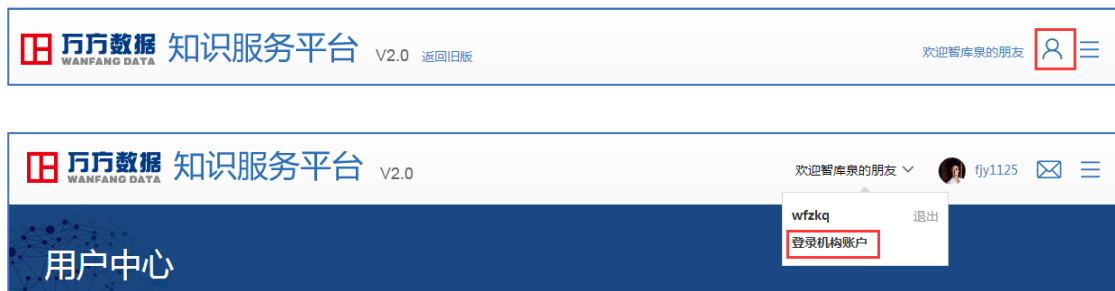 万方数据 知识服务平台 V2.0 返回旧版 欢迎智库泉的朋友
WANFANG DATA
万方数据 知识服务平台 V2.0 欢迎智库泉的朋友 fjy1125
WANFANG DATA
wfzkq 退出
登录机构账户
用户中心